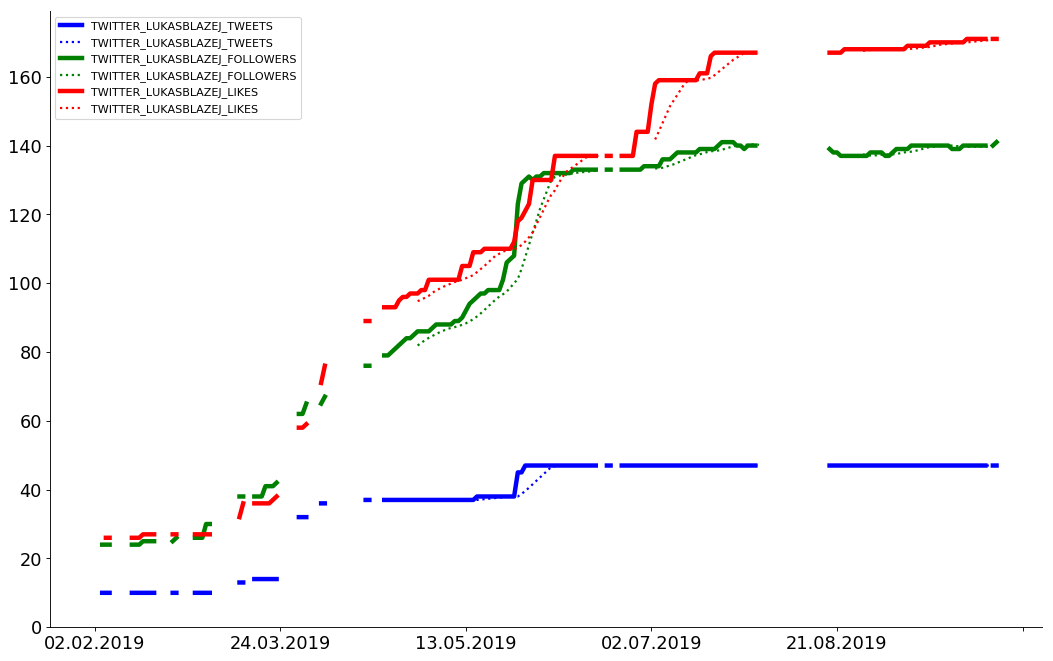 TWITTER_LUKASBLAZEJ_TWEETS
TWITTER_LUKASBLAZEJ_TWEETS
TWITTER_LUKASBLAZEJ_FOLLOWERS
TWITTER_LUKASBLAZEJ_FOLLOWERS
TWITTER_LUKASBLAZEJ_LIKES
TWITTER_LUKASBLAZEJ_LIKES
160
140
120
100
80
60
40
20
0
02.02.2019 24.03.2019 13.05.2019 02.07.2019 21.08.2019